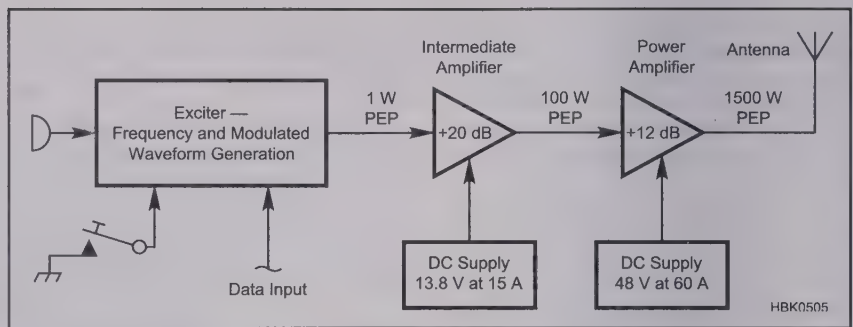 Intermediate
Amplifier
Power
Amplifier
Antenna
Exciter —
Frequency and Modulated
Waveform Generation
1 W
PEP
+20 dB
100 W
PEP
+12 dB
1500 W
PEP
Data Input
DC Supply
13.8 V at 15 A
DC Supply
48 V at 60 A
HBK0505